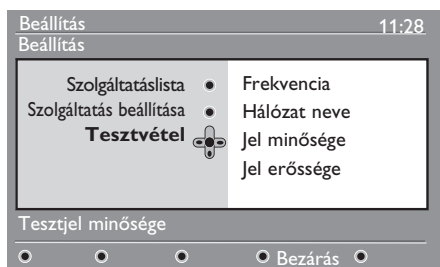 Beállítás 11:28
Beállítás
Szolgáltatáslista
Szolgáltatás beállítása
Tesztvétel
Frekvencia
Hálózat neve
Jel minősége
Jel erőssége
Tesztjel minősége
Bezárás